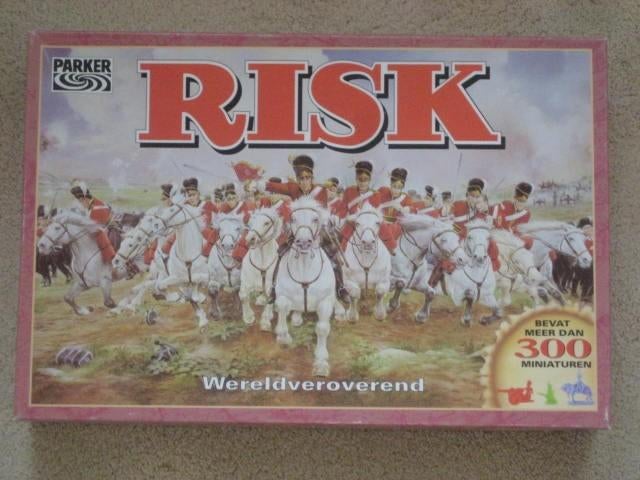 PARKER
RISK
BEVAT
MEER DAN
300
MINIATUREN
Wereldveroverend